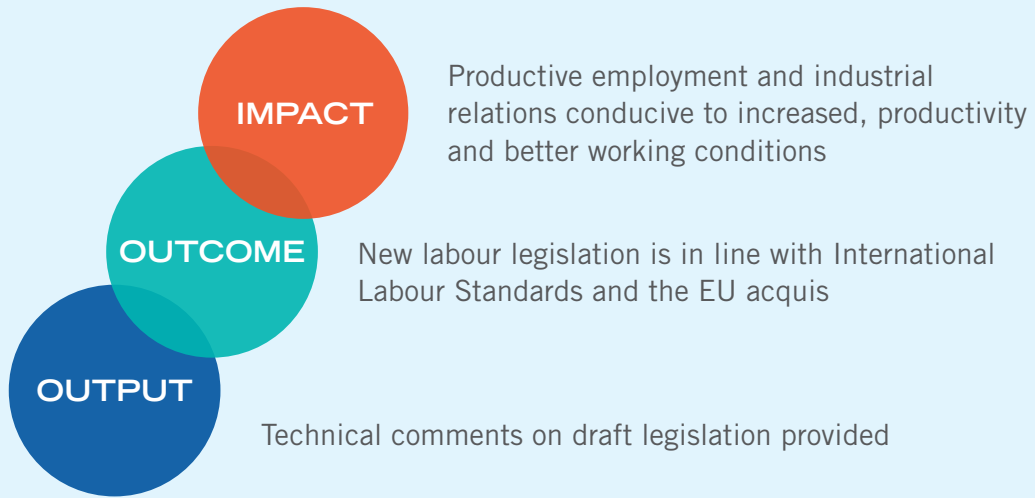 IMPACT
Productive employment and industrial
relations conducive to increased, productivity
and better working conditions
OUTCOME
New labour legislation is in line with International
Labour Standards and the EU acquis
OUTPUT
Technical comments on draft legislation provided